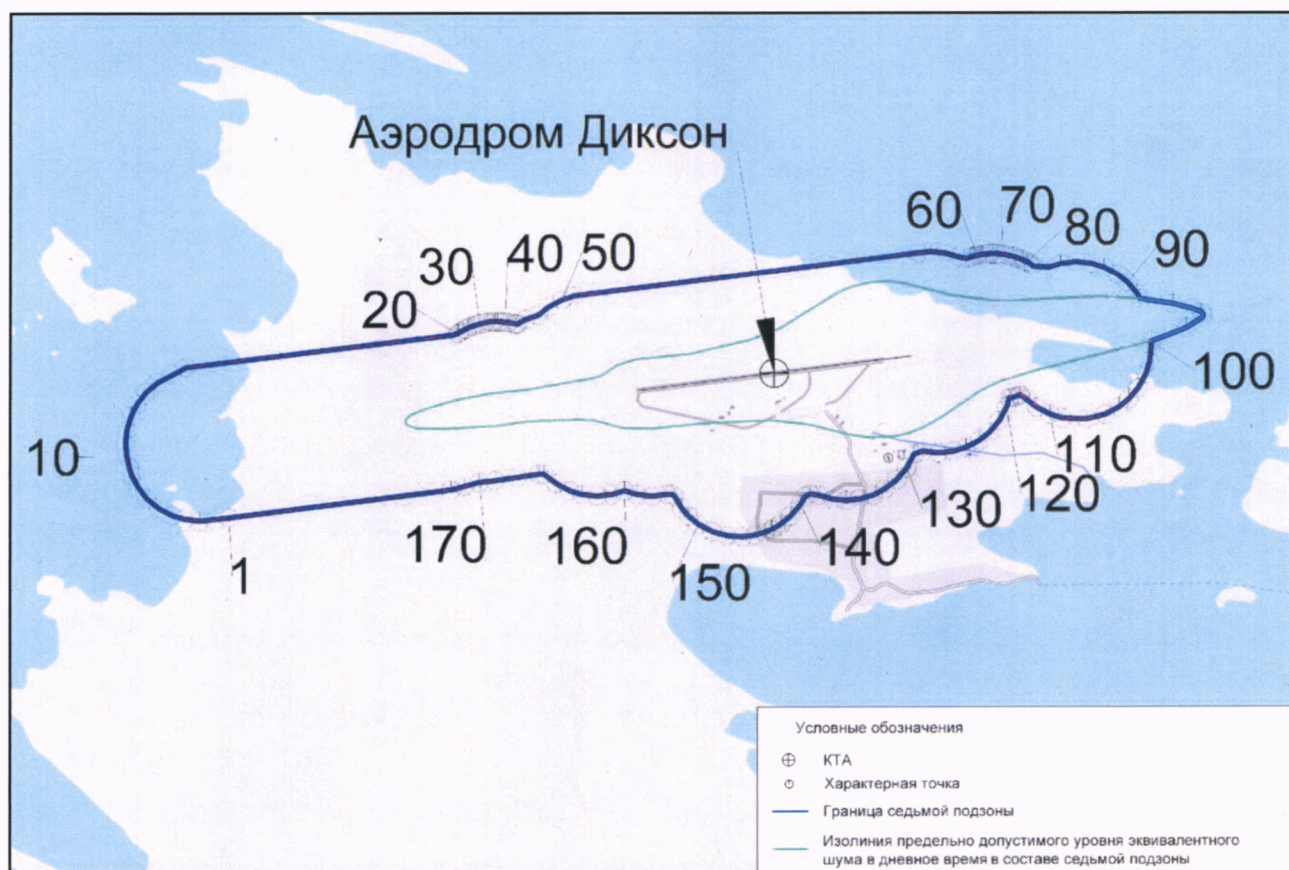 Аэродром Диксон
60
70
80
90
30
40
50
20
10
100
110
120
130
140
150
160
170
1
Условные обозначения
КТА
Характерная точка
Граница седьмой подзоны
Изолиния предельно допустимого уровня эквивалентного
шума в дневное время в составе седьмой подзоны